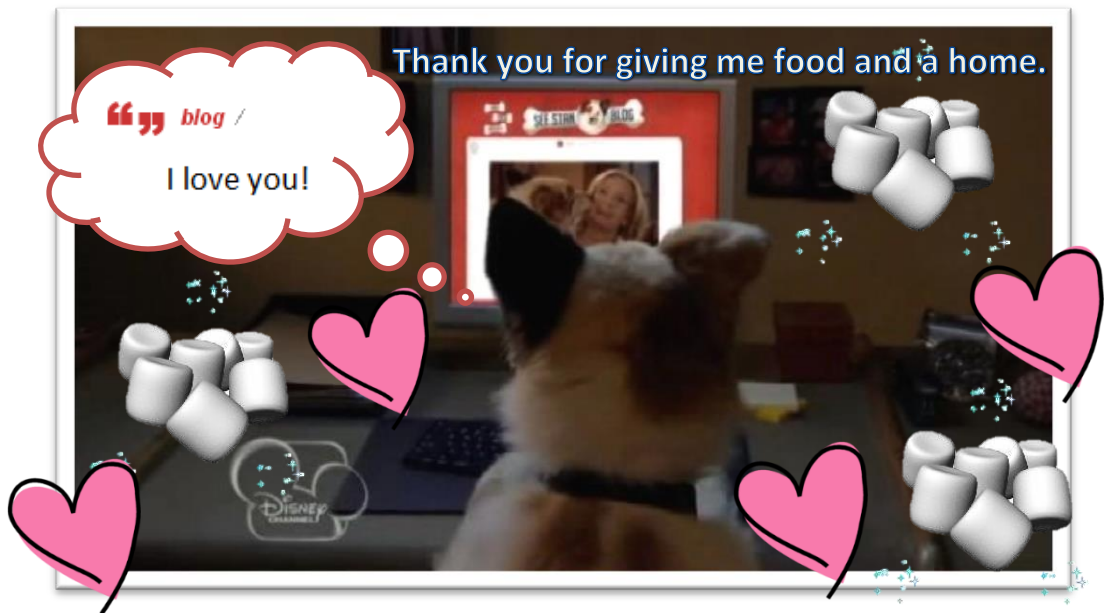 Thank you for giving me food and a home.
❝❞ blog /
I love you!
SEE STAN BLOG
DISNEY
CHANNEL